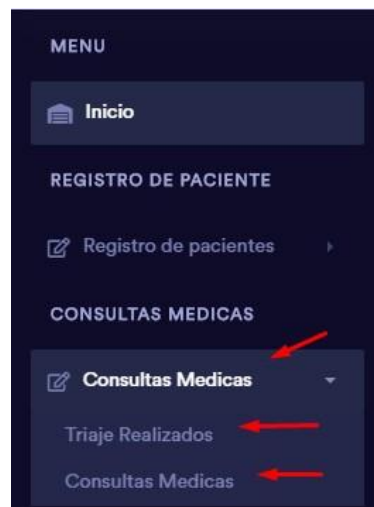 MENU
Inicio
REGISTRO DE PACIENTE
Registro de pacientes
CONSULTAS MEDICAS
Consultas Medicas
Triaje Realizados
Consultas Medicas